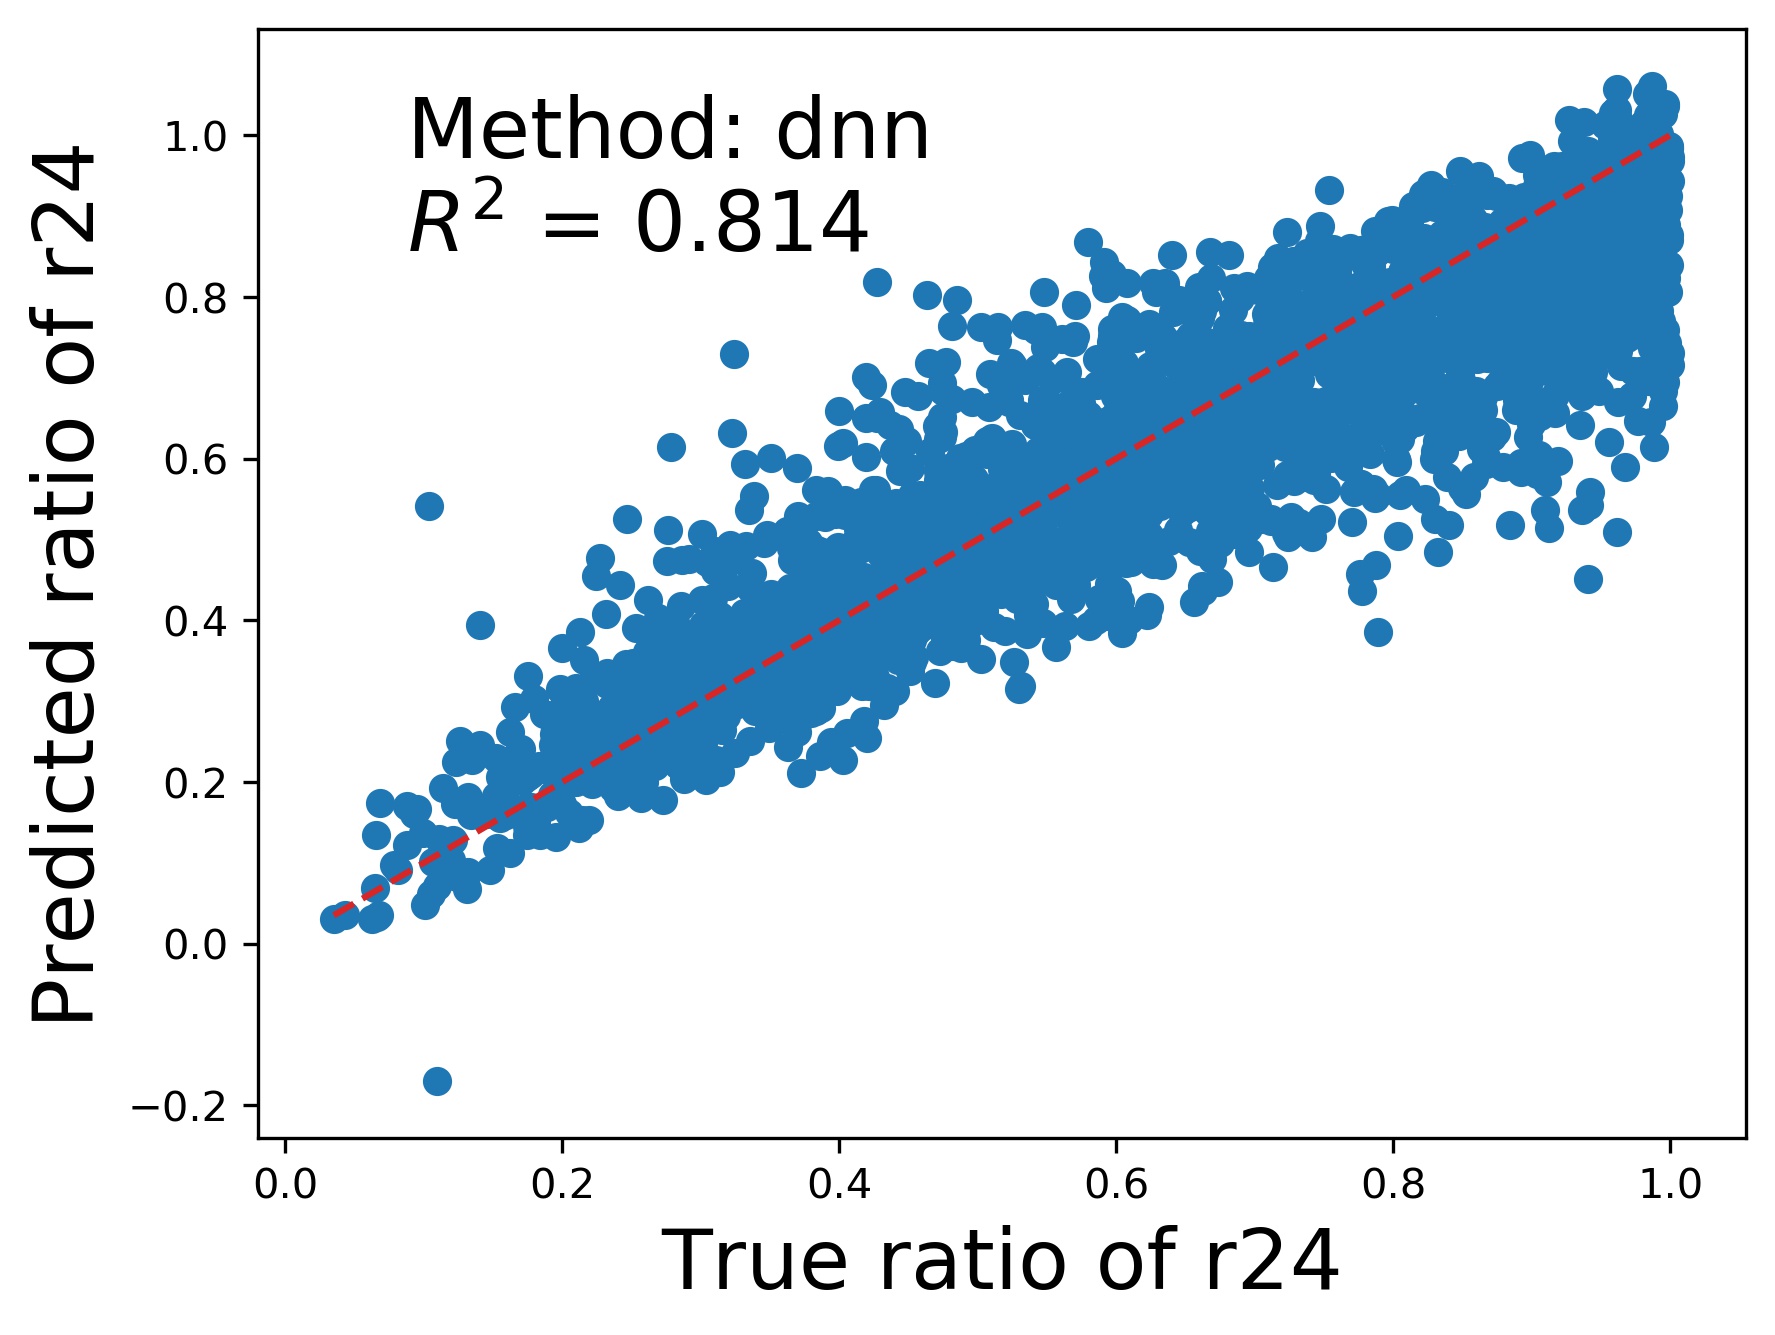 Method: dnn
R² = 0.814
Predicted ratio of r24
1.0
0.8
0.6
0.4
0.2
0.0
−0.2
0.0 0.2 0.4 0.6 0.8 1.0
True ratio of r24